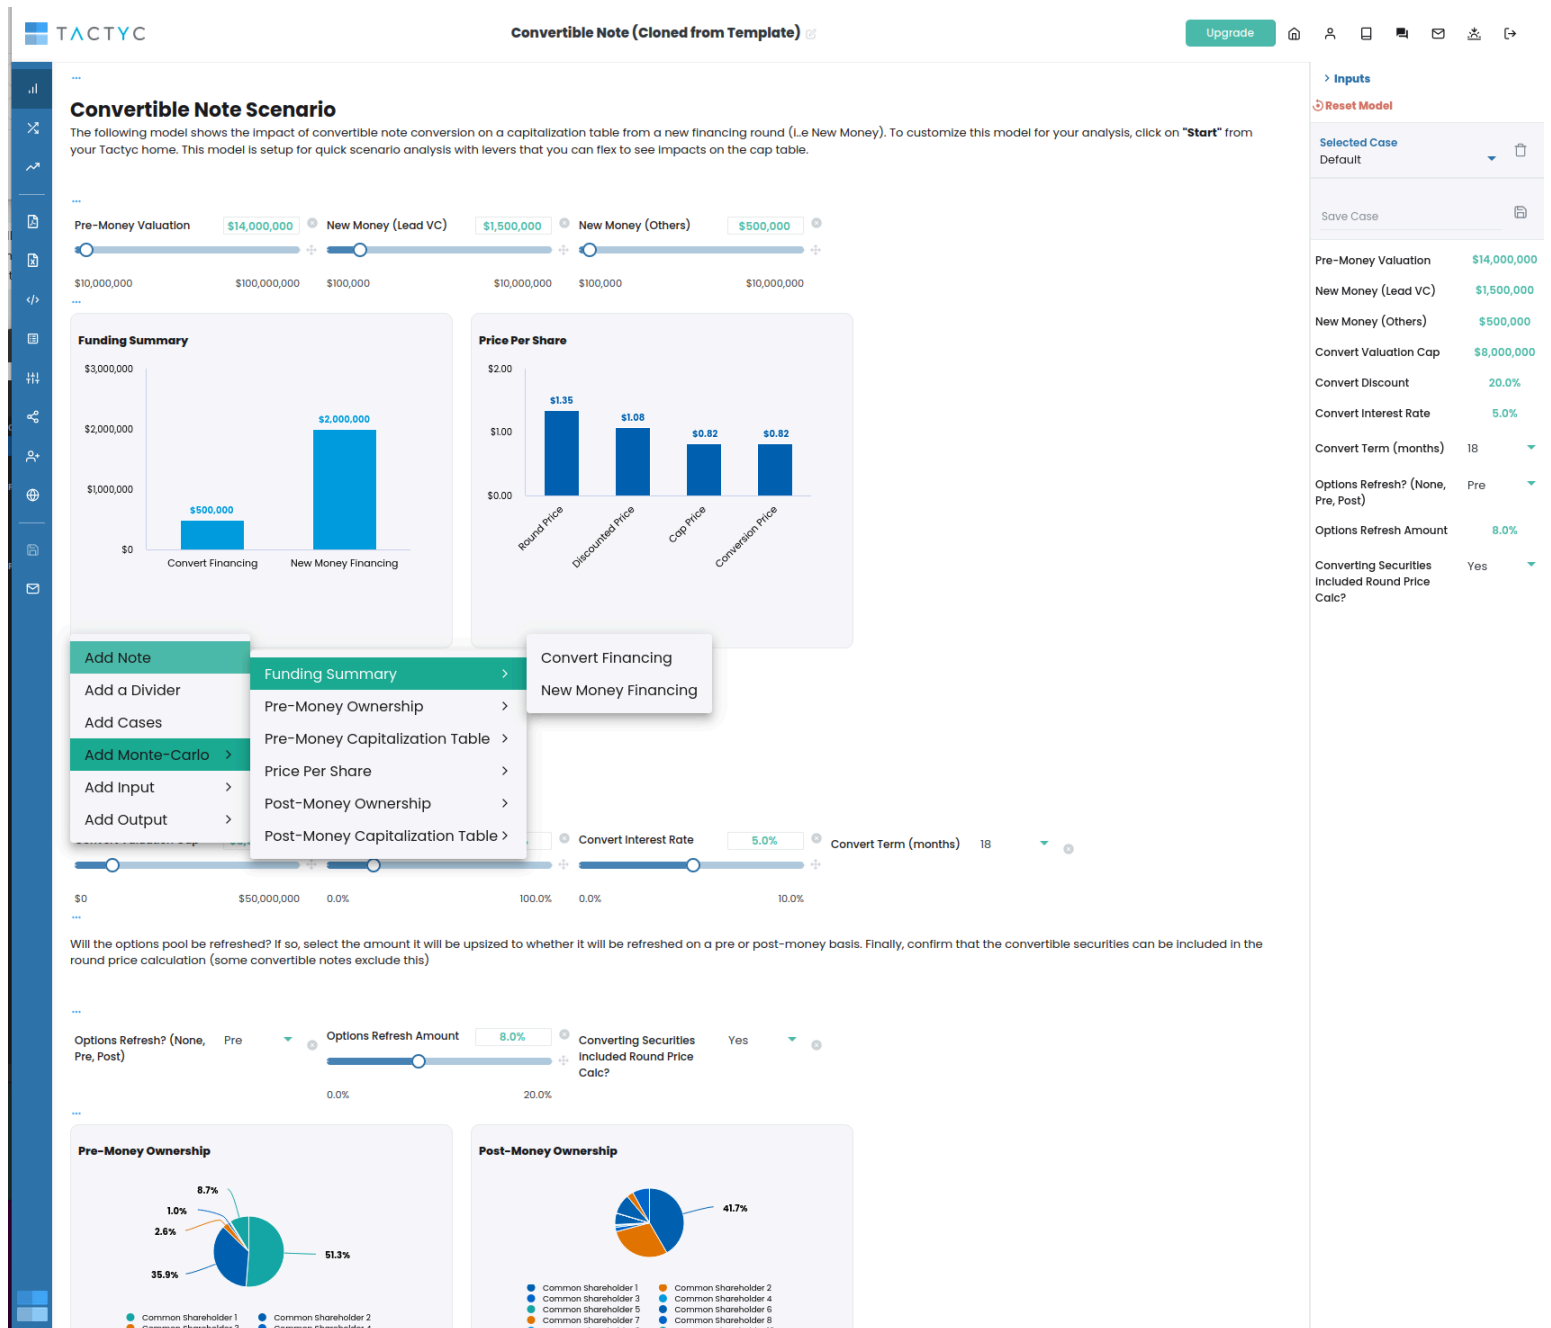 TACTYC
Convertible Note (Cloned from Template)
Upgrade
...
Convertible Note Scenario
The following model shows the impact of convertible note conversion on a capitalization table from a new financing round (i..e New Money). To customize this model for your analysis, click on "Start" from
your Tactyc home. This model is setup for quick scenario analysis with levers that you can flex to see impacts on the cap table.
...
Pre-Money Valuation $14,000,000 New Money (Lead VC) $1,500,000 New Money (Others) $500,000
$10,000,000 $100,000,000 $100,000 $10,000,000 $100,000 $10,000,000
...
Funding Summary
$3,000,000
$2,000,000
$1,000,000
$0
$500,000
$2,000,000
Convert Financing New Money Financing
Price Per Share
$2.00
$1.00
$0.00
$1.35
$1.08
$0.82
$0.82
Round Price
Discounted Price
Cap Price
Conversion Price
Add Note
Add a Divider
Add Cases
Add Monte-Carlo
Add Input
Add Output
Funding Summary
Pre-Money Ownership
Pre-Money Capitalization Table
Price Per Share
Post-Money Ownership
Post-Money Capitalization Table
Convert Financing
New Money Financing
Convert Interest Rate 5.0% Convert Term (months) 18
$0 $50,000,000 0.0% 100.0% 0.0% 10.0%
...
Will the options pool be refreshed? If so, select the amount it will be upsized to whether it will be refreshed on a pre or post-money basis. Finally, confirm that the convertible securities can be included in the
round price calculation (some convertible notes exclude this)
...
Options Refresh? (None,
Pre, Post)
Pre
Options Refresh Amount 8.0%
0.0% 20.0%
Converting Securities
Included Round Price
Calc?
Yes
...
Pre-Money Ownership
8.7%
1.0%
2.6%
35.9%
51.3%
Common Shareholder 1 Common Shareholder 2
Post-Money Ownership
41.7%
Common Shareholder 1 Common Shareholder 2
Common Shareholder 3 Common Shareholder 4
Common Shareholder 5 Common Shareholder 6
Common Shareholder 7 Common Shareholder 8
Inputs
Reset Model
Selected Case
Default
Save Case
Pre-Money Valuation $14,000,000
New Money (Lead VC) $1,500,000
New Money (Others) $500,000
Convert Valuation Cap $8,000,000
Convert Discount 20.0%
Convert Interest Rate 5.0%
Convert Term (months) 18
Options Refresh? (None,
Pre, Post)
Pre
Options Refresh Amount 8.0%
Converting Securities
Included Round Price
Calc?
Yes